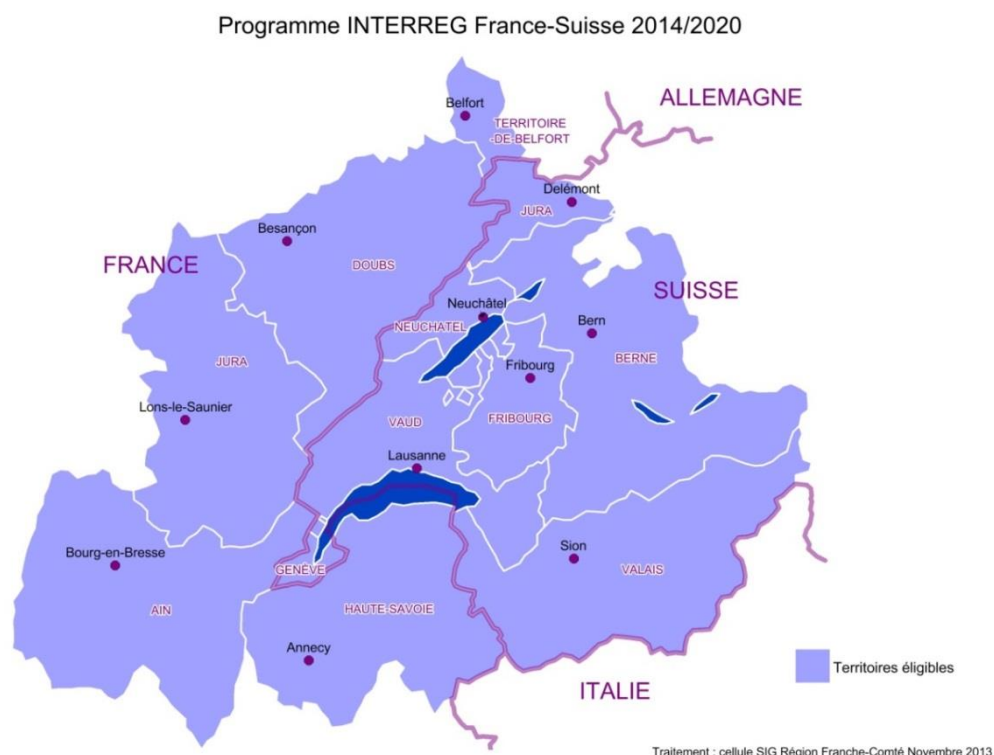 Programme INTERREG France-Suisse 2014/2020
ALLEMAGNE
Belfort
TERRITOIRE
-DE-BELFORT
Delémont
JURA
Besançon
DOUBS
FRANCE
SUISSE
Neuchâtel
NEUCHATEL
Bern
BERNE
JURA
Fribourg
Lons-le-Saunier
VAUD
FRIBOURG
Lausanne
Bourg-en-Bresse
Sion
GENÈVE
VALAIS
AIN
HAUTE-SAVOIE
Annecy
Territoires éligibles
ITALIE
Traitement : cellule SIG Région Franche-Comté Novembre 2013